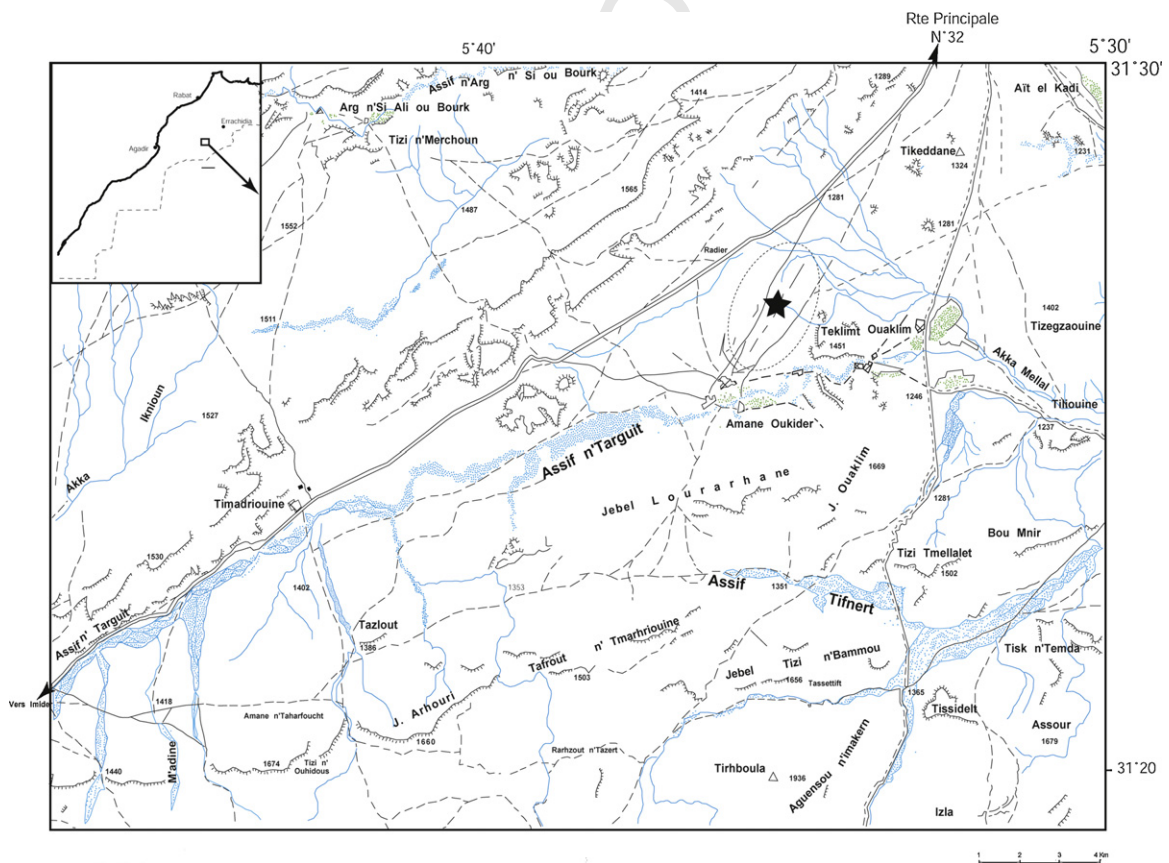 Rte Principale
N°32
5°40'
5°30'
31°30'
Rabat
Errachidia
Agadir
Assif n'Arg n' Si ou Bourk
Arg n'Si Ali ou Bourk
Tizi n'Merchoun
1289
1414
Aït el Kadi
Tikeddane
1324
1231
1565
1281
1487
1552
1281
Radier
1511
1402
Tizegzaouine
Teklimt Ouaklim
1451
Akka Mellal
Tiliouine
1246
1237
Iknioun
1527
Amane Oukider
Assif n'Targuit
Akka
1669
J. Ouakliim
Jebel Lourarhane
Timadriouine
1281
Bou Mnir
1530
Tizi Tmellalet
1502
1402
1353
Assif
1351
Tifnert
Assif n' Targuit
Tazlout
1386
n' Tmarhriouine
Tafrout
1503
Jebel Tizi n'Bammou
1656
Tassettift
Tisk n'Temda
1365
Vers Imide
1418
Amane n'Taharfoucht
J. Arhouri
1660
Tissidelt
Assour
1679
M'adine
1674
Tizi n' Ouhidous
Rarhzout n'Tazert
1440
Tirhboula
1936
Aguensou n'imakern
31°20
Izla
1
2
3
4 Km